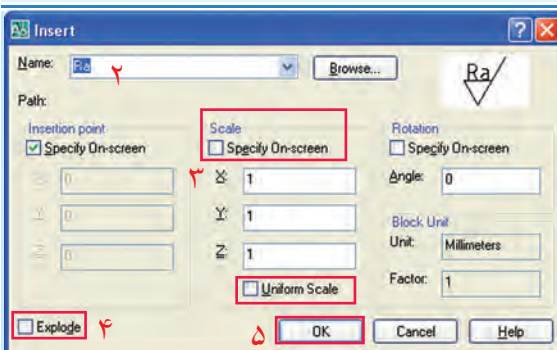 Insert
Name: Ra ۲ Browse... Ra
Path:
Insertion point Scale Rotation
Specify On-screen Specify On-screen Specify On-screen
X: 0 ۳ X: 1 Angle: 0
Y: 0 Y: 1 Block Unit
Z: 0 Z: 1 Unit: Millimeters
Uniform Scale Factor: 1
Explode ۴ ۵ OK Cancel Help